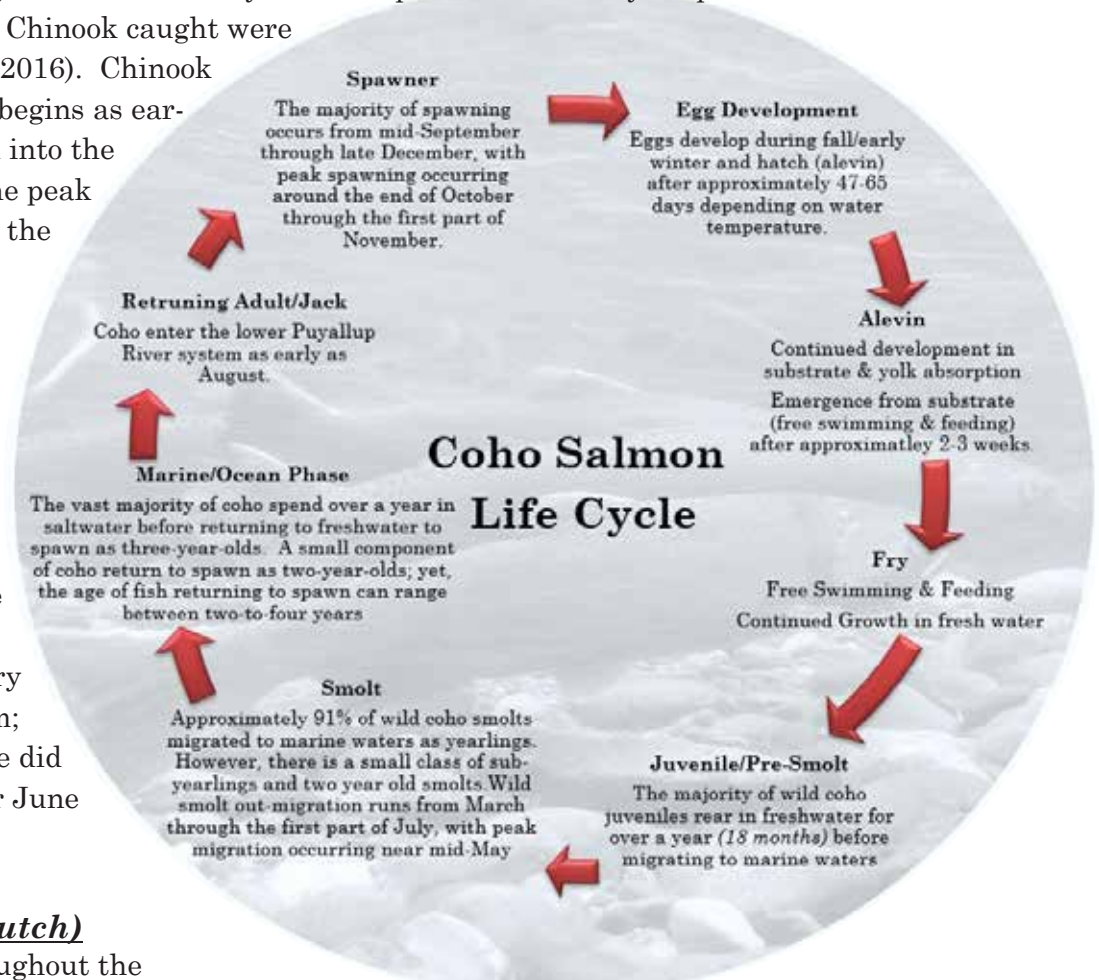 Chinook caught were
2016). Chinook
begins as ear-
into the
peak
the
ry
did
June
utch)
ughout the
Spawner
The majority of spawning
occurs from mid-September
through late December, with
peak spawning occurring
around the end of October
through the first part of
November.
Egg Development
Eggs develop during fall/early
winter and hatch (alevin)
after approximately 47-65
days depending on water
temperature.
Alevin
Continued development in
substrate & yolk absorption
Emergence from substrate
(free swimming & feeding)
after approximatley 2-3 weeks
Fry
Free Swimming & Feeding
Continued Growth in fresh water
Juvenile/Pre-Smolt
The majority of wild coho
juveniles rear in freshwater for
over a year (18 months) before
migrating to marine waters
Smolt
Approximately 91% of wild coho smolts
migrated to marine waters as yearlings.
However, there is a small class of sub-
yearlings and two year old smolts.Wild
smolt out-migration runs from March
through the first part of July, with peak
migration occurring near mid-May
Marine/Ocean Phase
The vast majority of coho spend over a year in
saltwater before returning to freshwater to
spawn as three-year-olds. A small component
of coho return to spawn as two-year-olds; yet,
the age of fish returning to spawn can range
between two-to-four years
Retruning Adult/Jack
Coho enter the lower Puyallup
River system as early as
August.
Coho Salmon
Life Cycle